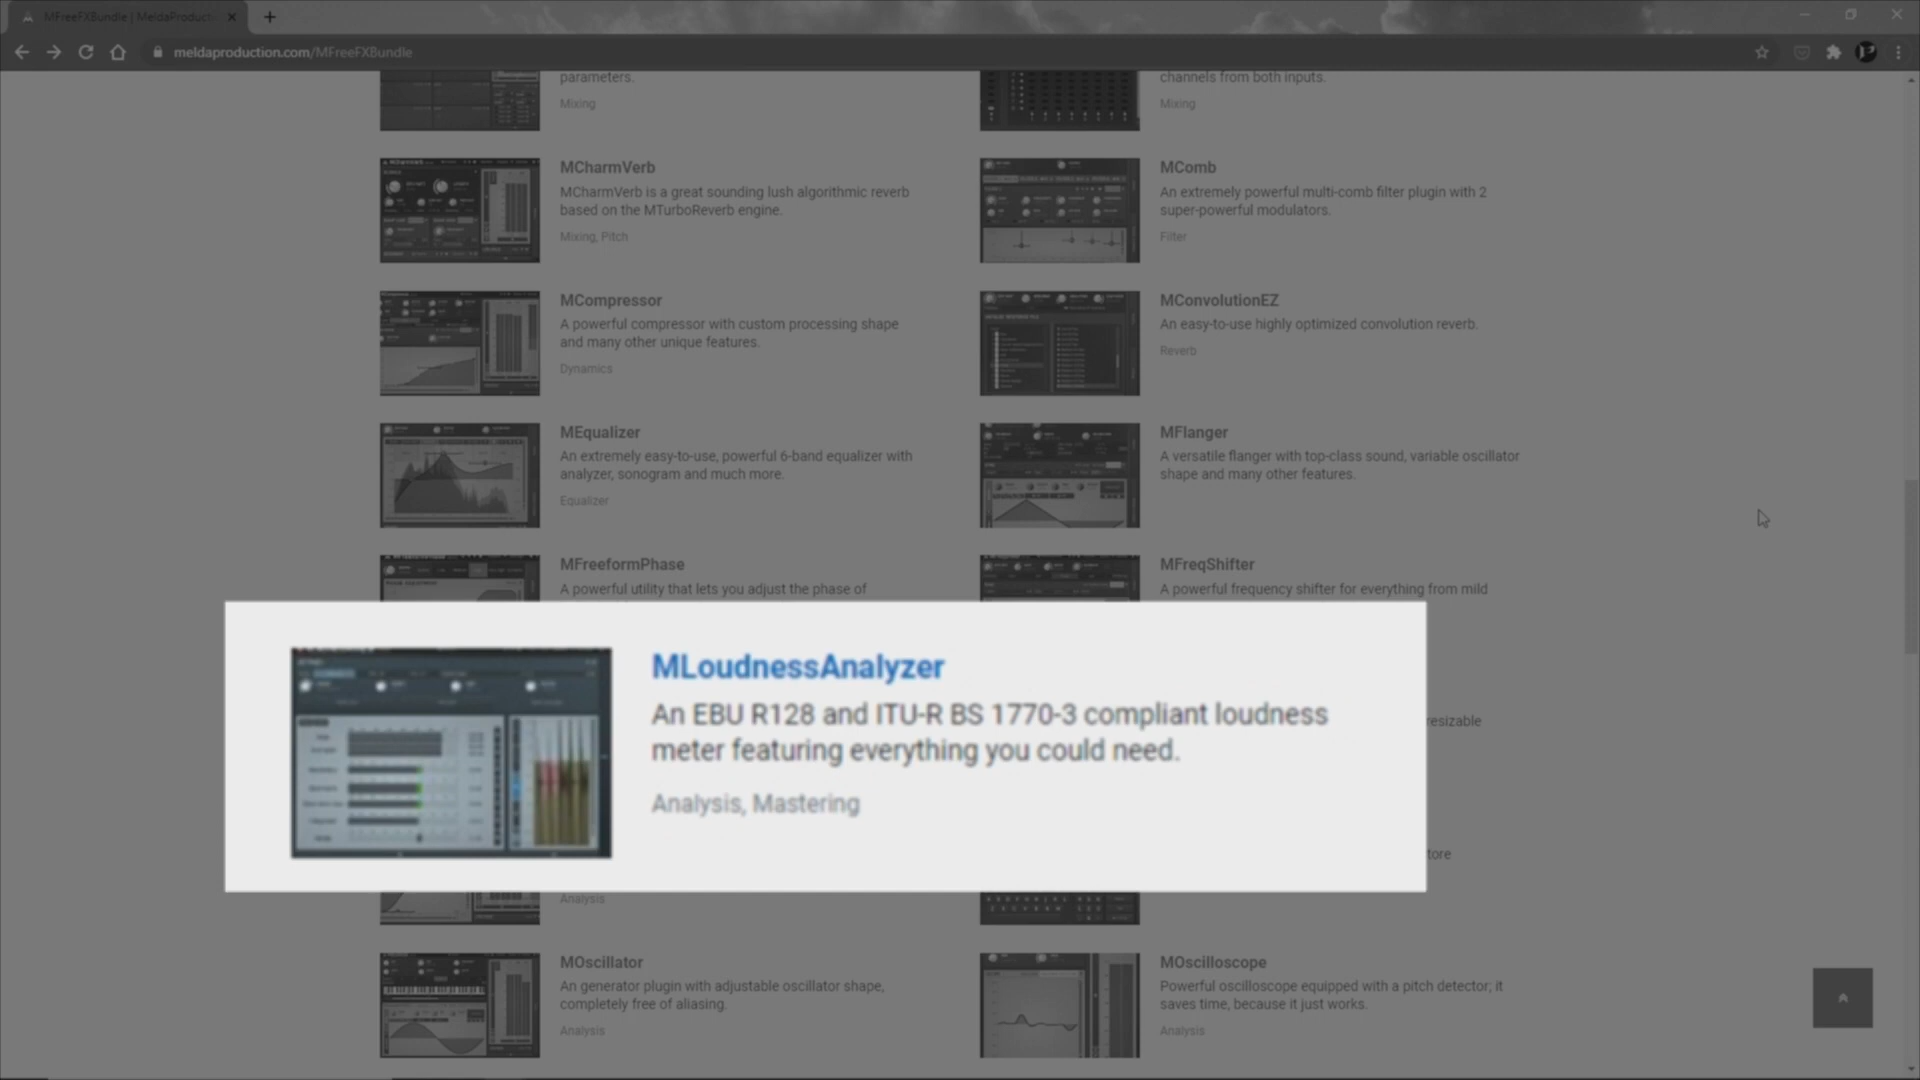 MFreeFXBundle | MeldaProduct
meldaproduction.com/MFreeFXBundle
parameters.
Mixing
channels from both inputs.
Mixing
MCharmVerb
MCharmVerb is a great sounding lush algorithmic reverb
based on the MTurboReverb engine.
Mixing, Pitch
MComb
An extremely powerful multi-comb filter plugin with 2
super-powerful modulators.
Filter
MCompressor
A powerful compressor with custom processing shape
and many other unique features.
Dynamics
MConvolutionEZ
An easy-to-use highly optimized convolution reverb.
Reverb
MEqualizer
An extremely easy-to-use, powerful 6-band equalizer with
analyzer, sonogram and much more.
Equalizer
MFlanger
A versatile flanger with top-class sound, variable oscillator
shape and many other features.
MFreeformPhase
A powerful utility that lets you adjust the phase of
MFreqShifter
A powerful frequency shifter for everything from mild
MLoudnessAnalyzer
An EBU R128 and ITU-R BS 1770-3 compliant loudness
meter featuring everything you could need.
Analysis, Mastering
resizable
tore
Analysis
MOscillator
An generator plugin with adjustable oscillator shape,
completely free of aliasing.
Analysis
MOscilloscope
Powerful oscilloscope equipped with a pitch detector; it
saves time, because it just works.
Analysis